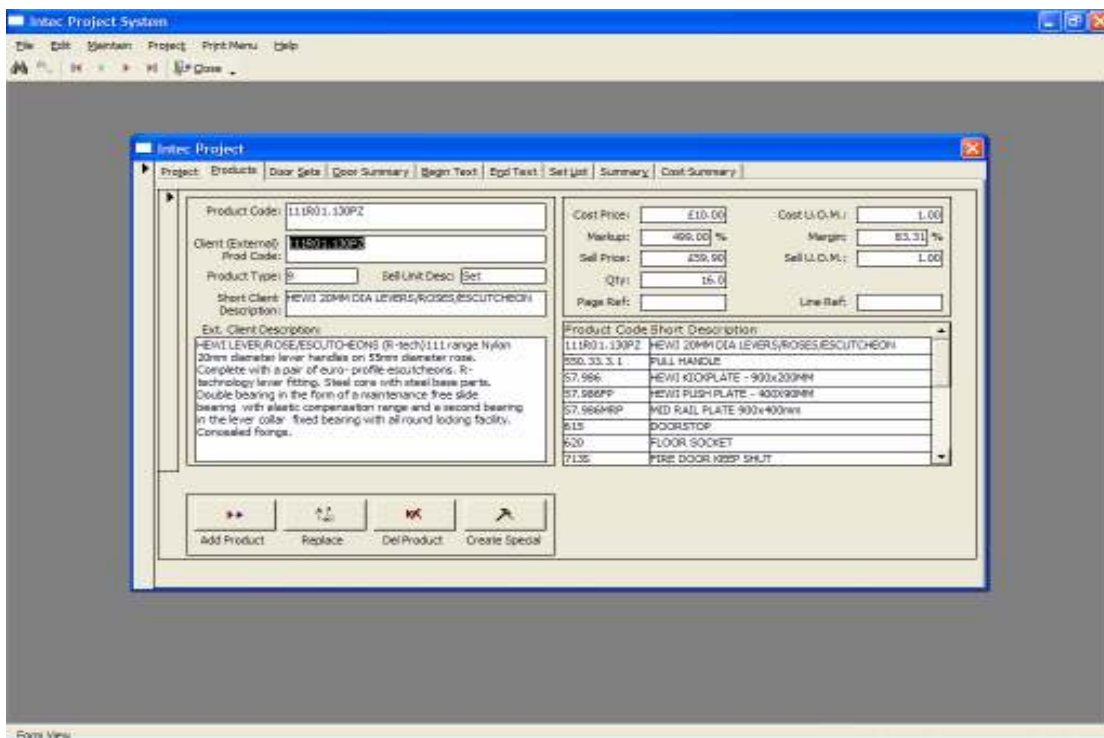 Intec Project System
File Edit Maintain Project Print Menu Help
Close
Intec Project
Project Products Door Sets Door Summary Begin Text End Text Set List Summary Cost Summary
Product Code: 111R01.130PZ
Client (External) Prod Code: 111R01.130PZ
Product Type: Sell Unit Desc: Set
Short Client Description: HEWI 20MM DIA LEVERS/ROSES/ESCUTCHEON
Ext. Client Description:
HEWI LEVER/ROSE/ESCUTCHEONS (R-tech)111 range Nylon
20mm diameter lever handles on 55mm diameter rose.
Complete with a pair of euro- profile escutcheons. R-
technology lever fitting. Steel core with steel base parts.
Double bearing in the form of a maintenance free slide
bearing with elastic compensation range and a second bearing
in the lever collar fixed bearing with all round locking facility.
Concealed fixings.
Cost Price: £10.00 Cost U.O.M.: 1.00
Markup: 499.00 % Margin: 83.31 %
Sell Price: £59.90 Sell U.O.M.: 1.00
Qty: 16.0
Page Ref: Line Ref:
Product Code Short Description
111R01.130PZ HEWI 20MM DIA LEVERS/ROSES/ESCUTCHEON
550.33.3.1 PULL HANDLE
57.986 HEWI KICKPLATE - 900x200MM
57.986PP HEWI PUSH PLATE - 400X90MM
57.986MRP MID RAIL PLATE 900x400mm
615 DOORSTOP
620 FLOOR SOCKET
713S FIRE DOOR KEEP SHUT
Add Product Replace Del Product Create Special
Form View